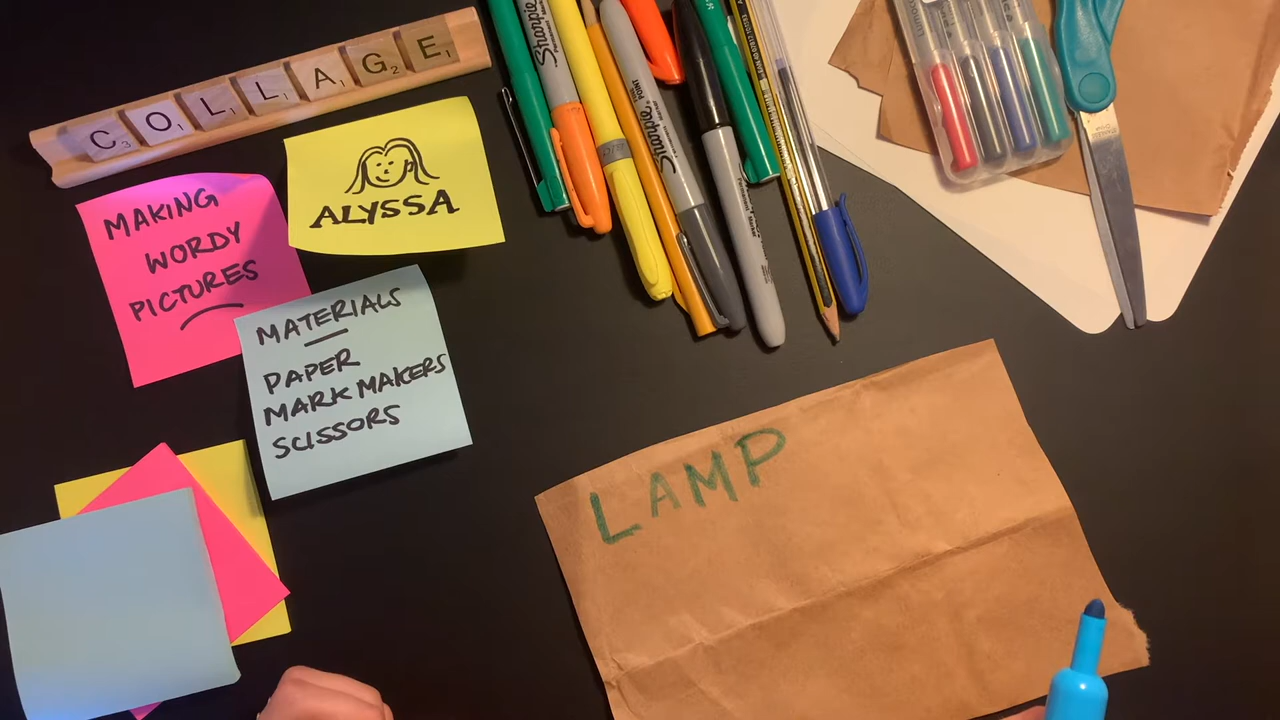 COLLAGE
MAKING
WORDY
PICTURES
ALYSSA
MATERIALS
PAPER
MARK MAKERS
SCISSORS
Sharpie
Sharpie
LAMP